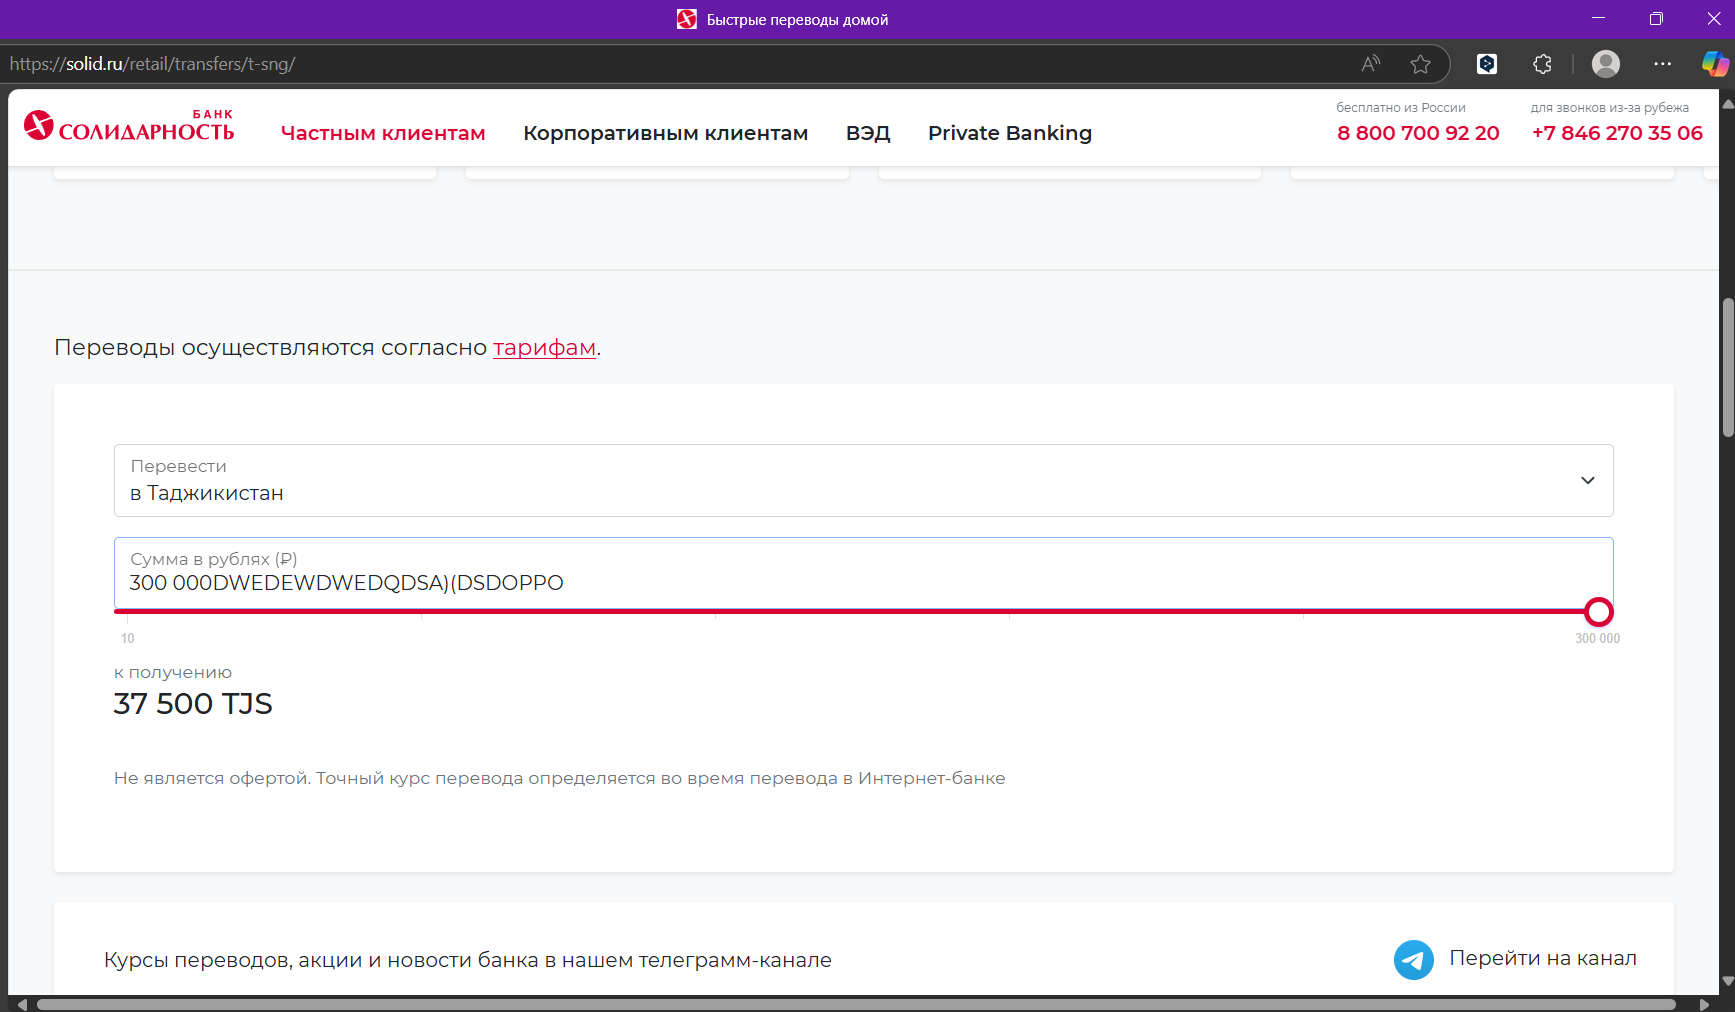 Быстрые переводы домой
https://solid.ru/retail/transfers/t-sng/
БАНК
СОЛИДАРНОСТЬ
Частным клиентам
Корпоративным клиентам
ВЭД
Private Banking
бесплатно из России
8 800 700 92 20
для звонков из-за рубежа
+7 846 270 35 06
Переводы осуществляются согласно тарифам.
Перевести
в Таджикистан
Сумма в рублях (₽)
300 000DWEDEWDWEDQDSA)(DSDOPPO
10
300 000
к получению
37 500 TJS
Не является офертой. Точный курс перевода определяется во время перевода в Интернет-банке
Курсы переводов, акции и новости банка в нашем телеграмм-канале
Перейти на канал